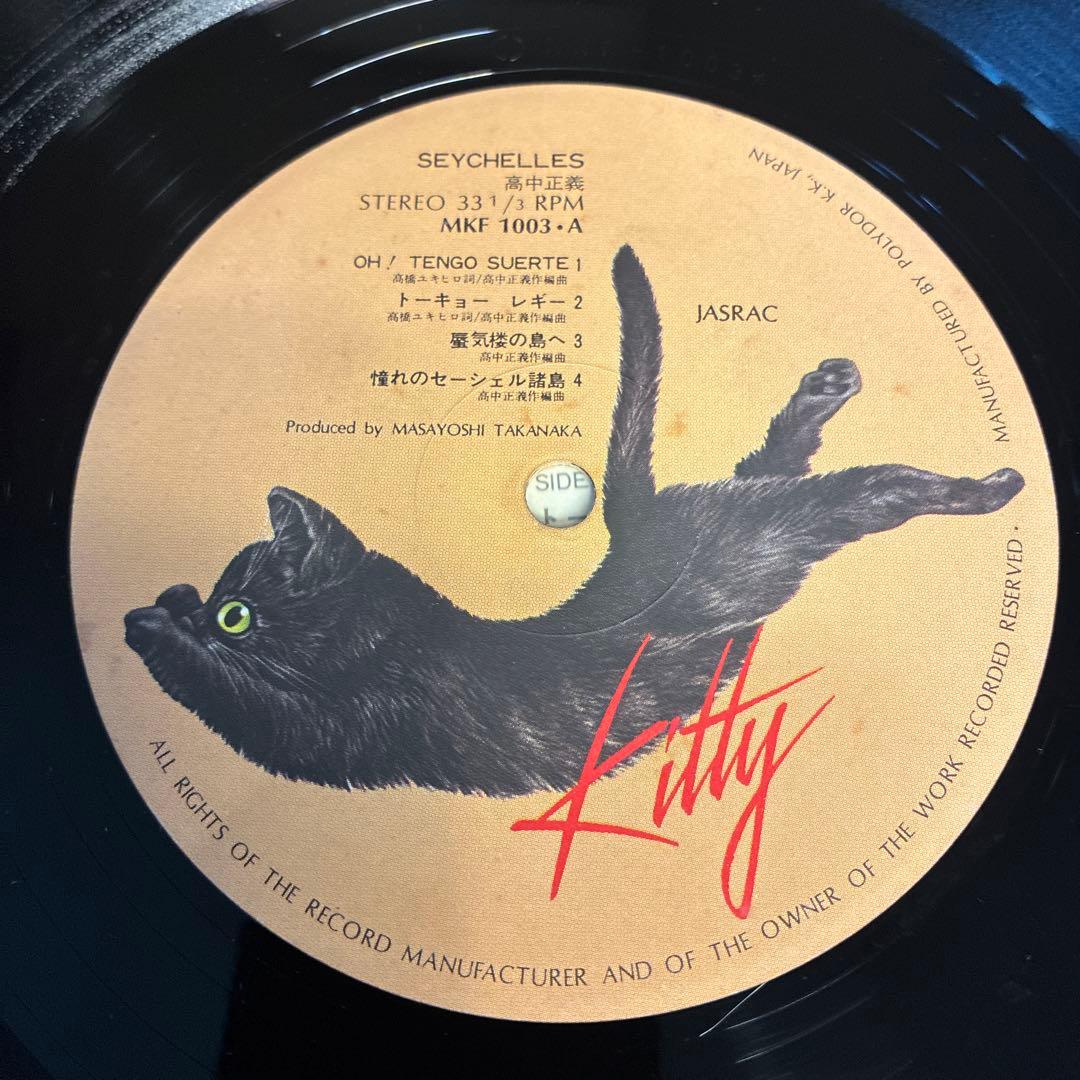 SEYCHELLES
高中正義
STEREO 33 1/3 RPM
MKF 1003・A
OH! TENGO SUERTE 1
高橋ユキヒロ詞/高中正義作編曲
トーキョー レギー 2
高橋ユキヒロ詞/高中正義作編曲
蜃気楼の島へ 3
高中正義作編曲
憧れのセーシェル諸島 4
高中正義作編曲
Produced by MASAYOSHI TAKANAKA
JASRAC
SIDE
Kitty
ALL RIGHTS OF THE RECORD MANUFACTURER AND OF THE OWNER OF THE WORK RECORDED RESERVED・
MANUFACTURED BY POLYDOR K.K., JAPAN